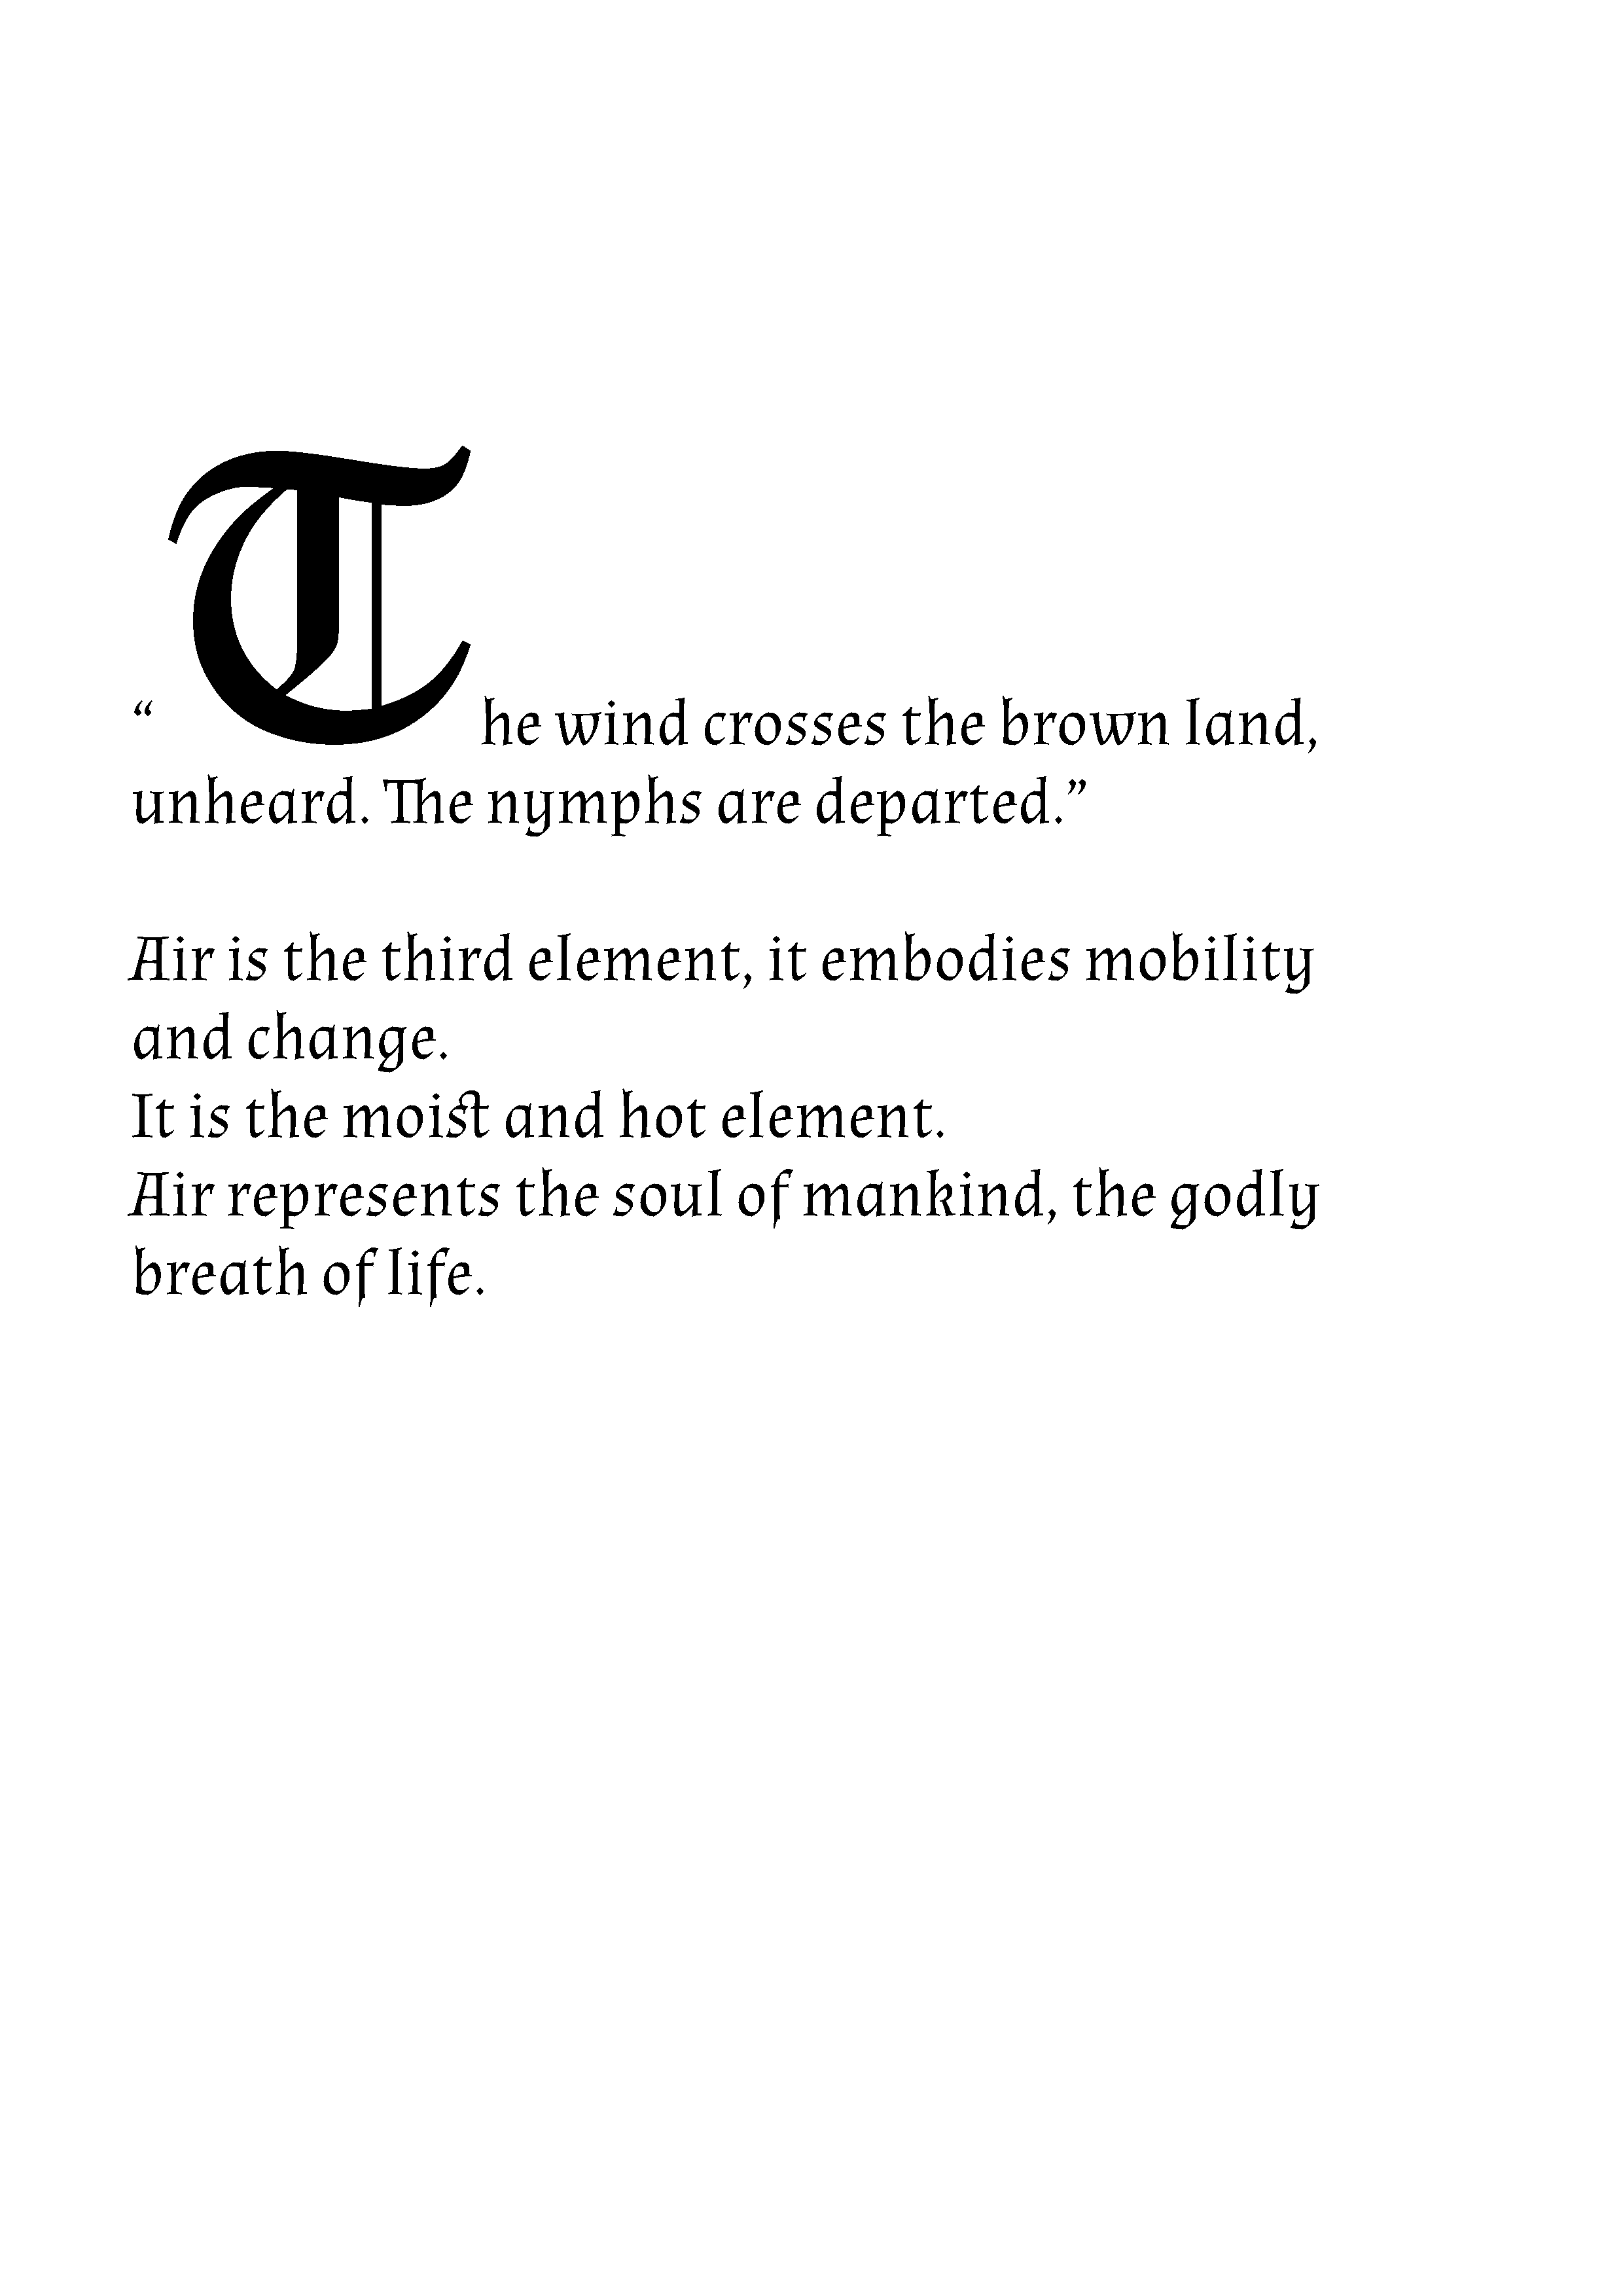 “The wind crosses the brown land,
unheard. The nymphs are departed.”
Air is the third element, it embodies mobility
and change.
It is the moist and hot element.
Air represents the soul of mankind, the godly
breath of life.